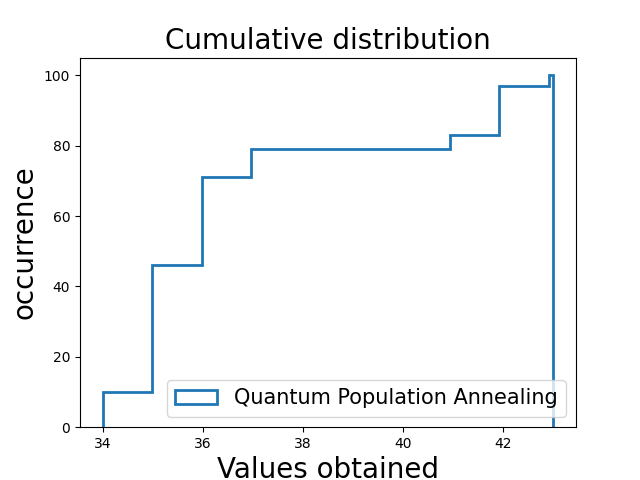 Cumulative distribution
100
80
60
40
20
0
occurrence
Quantum Population Annealing
34 36 38 40 42
Values obtained